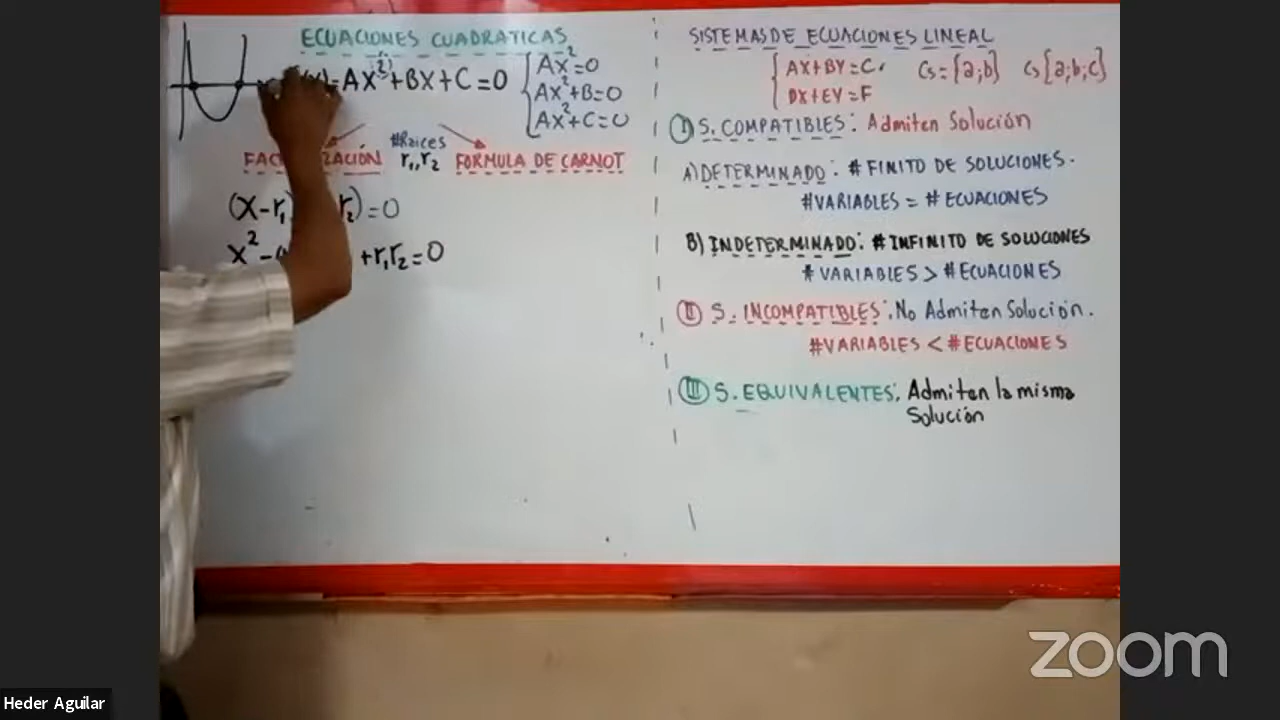 ECUACIONES CUADRATICAS
(x)=AX²+BX+C=0
AX²=0
AX²+B=0
AX²+C=0
#Raices
r₁,r₂
FORMULA DE CARNOT
(X-r₁) r₂)=0
X²- +r₁r₂=0
SISTEMAS DE ECUACIONES LINEAL
AX+BY=C.
DX+EY=F
Cs={a;b}
Cs{a;b;c}
I S. COMPATIBLES: Admiten Solución
A) DETERMINADO: # FINITO DE SOLUCIONES.
#VARIABLES = # ECUACIONES
B) INDETERMINADO: # INFINITO DE SOLUCIONES
# VARIABLES > # ECUACIONES
II S. INCOMPATIBLES: No Admiten Solución.
#VARIABLES < #ECUACIONES
III S. EQUIVALENTES: Admiten la misma
Solución
zoom
Heder Aguilar